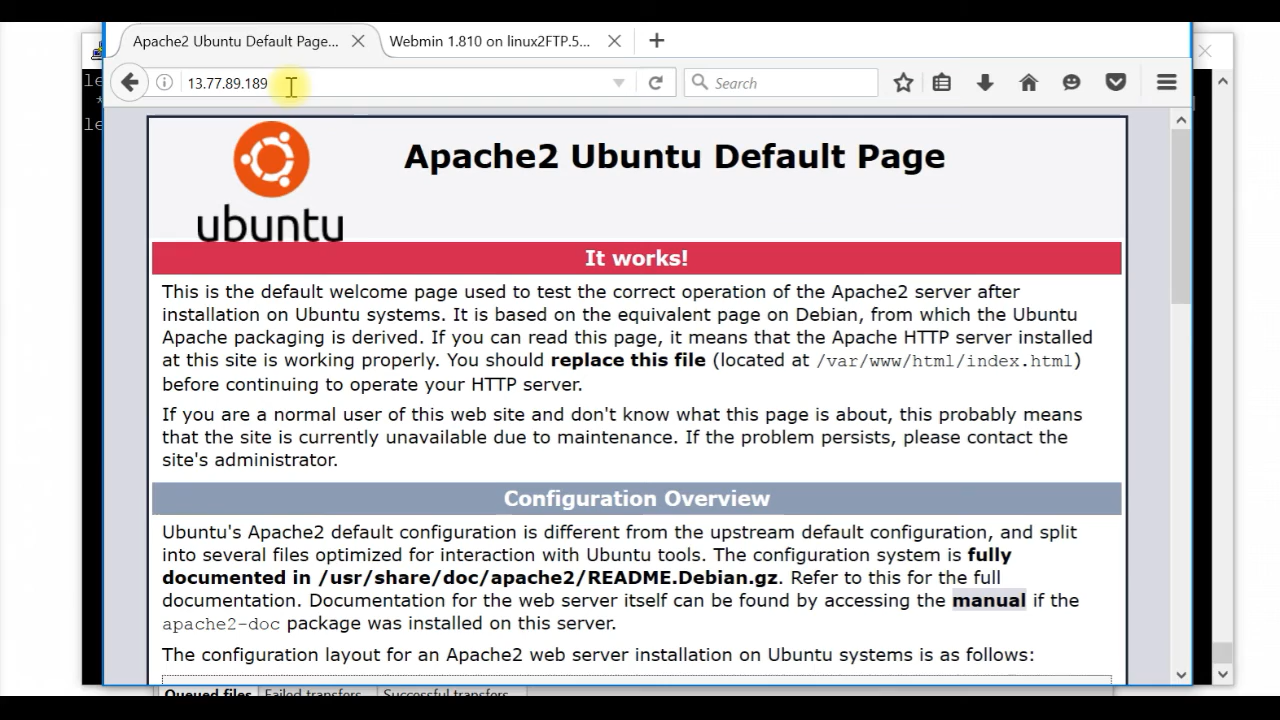 Apache2 Ubuntu Default Page...
Webmin 1.810 on linux2FTP.5...
13.77.89.189
Search
le
*
le
Apache2 Ubuntu Default Page
ubuntu
It works!
This is the default welcome page used to test the correct operation of the Apache2 server after
installation on Ubuntu systems. It is based on the equivalent page on Debian, from which the Ubuntu
Apache packaging is derived. If you can read this page, it means that the Apache HTTP server installed
at this site is working properly. You should replace this file (located at /var/www/html/index.html)
before continuing to operate your HTTP server.
If you are a normal user of this web site and don't know what this page is about, this probably means
that the site is currently unavailable due to maintenance. If the problem persists, please contact the
site's administrator.
Configuration Overview
Ubuntu's Apache2 default configuration is different from the upstream default configuration, and split
into several files optimized for interaction with Ubuntu tools. The configuration system is fully
documented in /usr/share/doc/apache2/README.Debian.gz. Refer to this for the full
documentation. Documentation for the web server itself can be found by accessing the manual if the
apache2-doc package was installed on this server.
The configuration layout for an Apache2 web server installation on Ubuntu systems is as follows:
Queued files Failed transfers Successful transfers